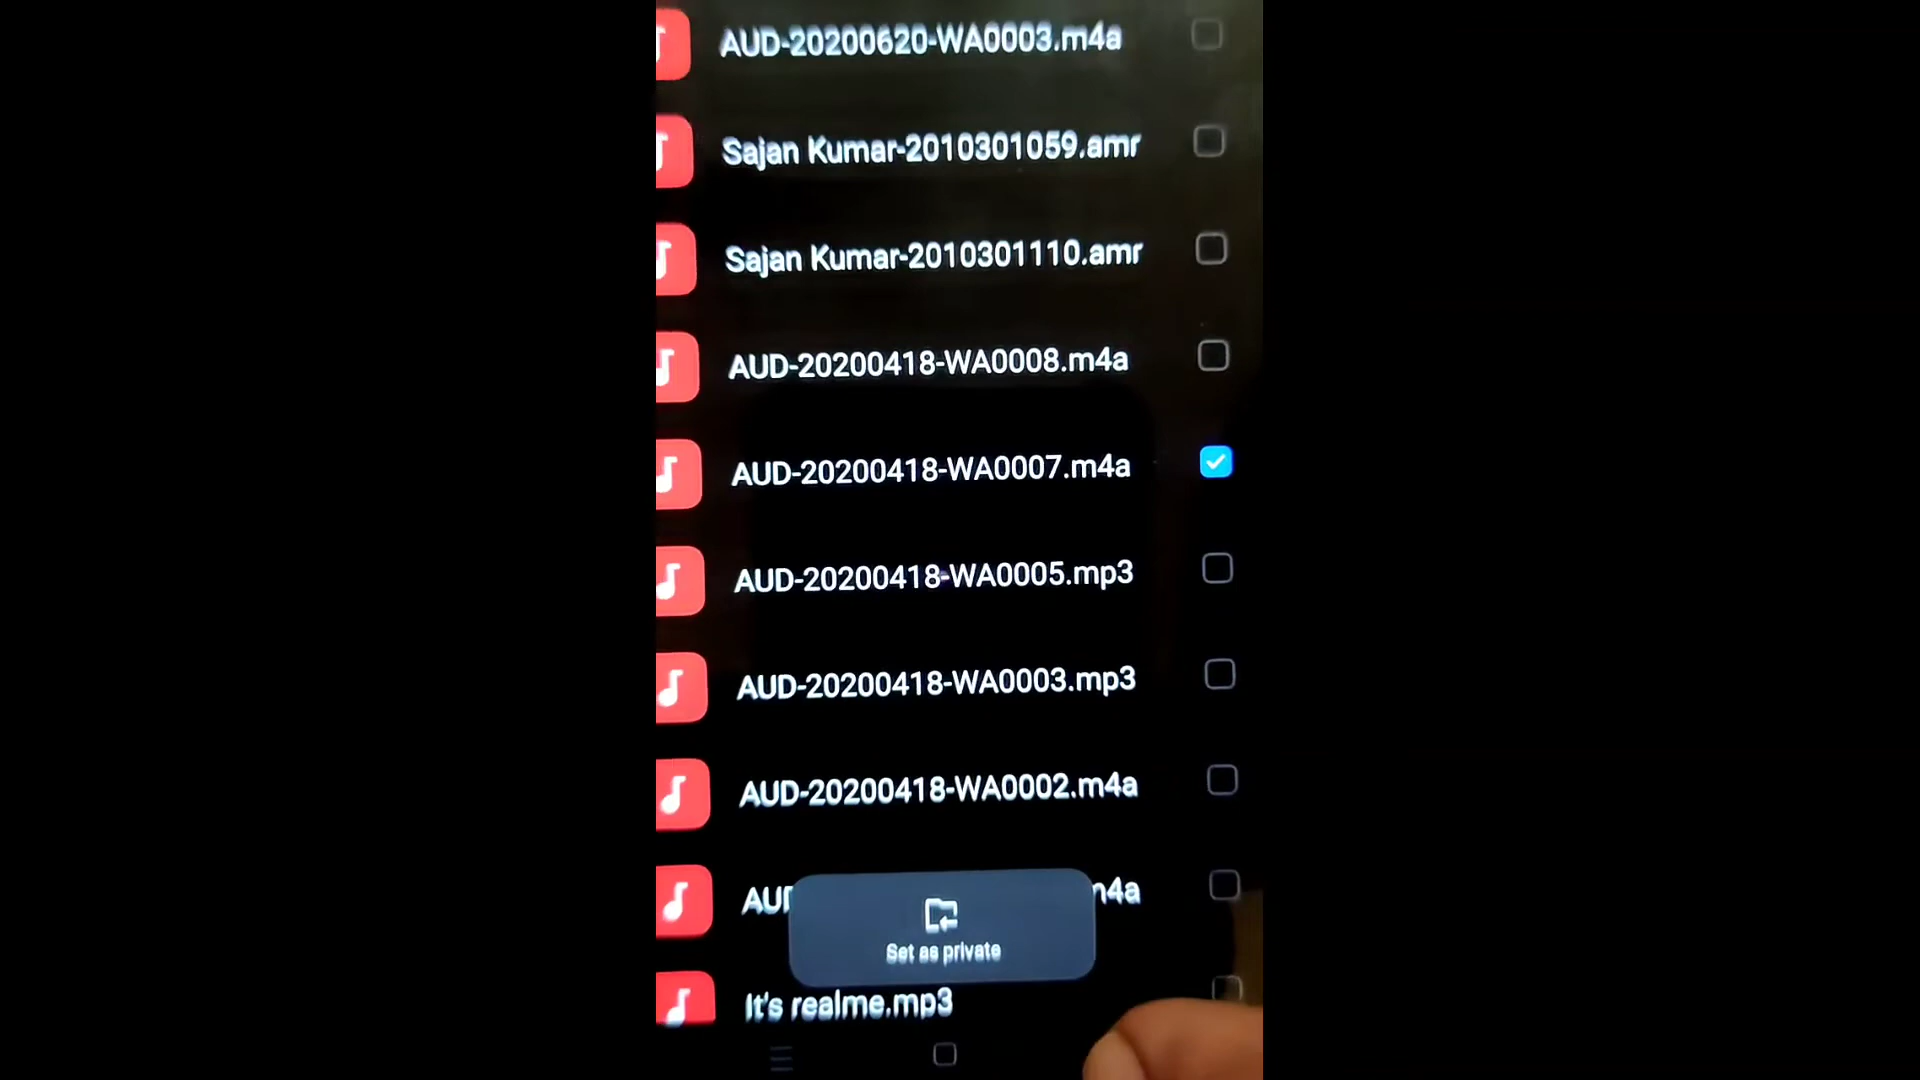 AUD-20200620-WA0003.m4a
Sajan Kumar-2010301059.amr
Sajan Kumar-2010301110.amr
AUD-20200418-WA0008.m4a
AUD-20200418-WA0007.m4a
AUD-20200418-WA0005.mp3
AUD-20200418-WA0003.mp3
AUD-20200418-WA0002.m4a
Set as private
It's realme.mp3